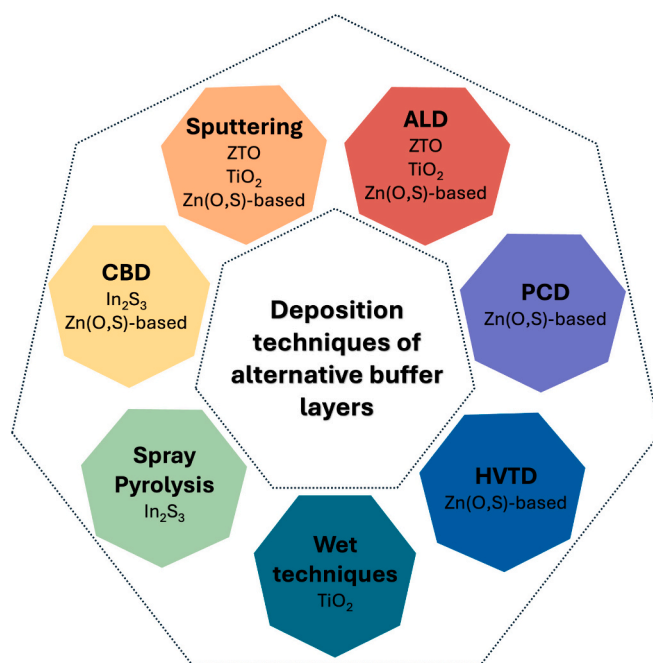 Sputtering
ZTO
TiO₂
Zn(O,S)-based
ALD
ZTO
TiO₂
Zn(O,S)-based
CBD
In₂S₃
Zn(O,S)-based
PCD
Zn(O,S)-based
Deposition
techniques of
alternative buffer
layers
Spray
Pyrolysis
In₂S₃
HVTD
Zn(O,S)-based
Wet
techniques
TiO₂